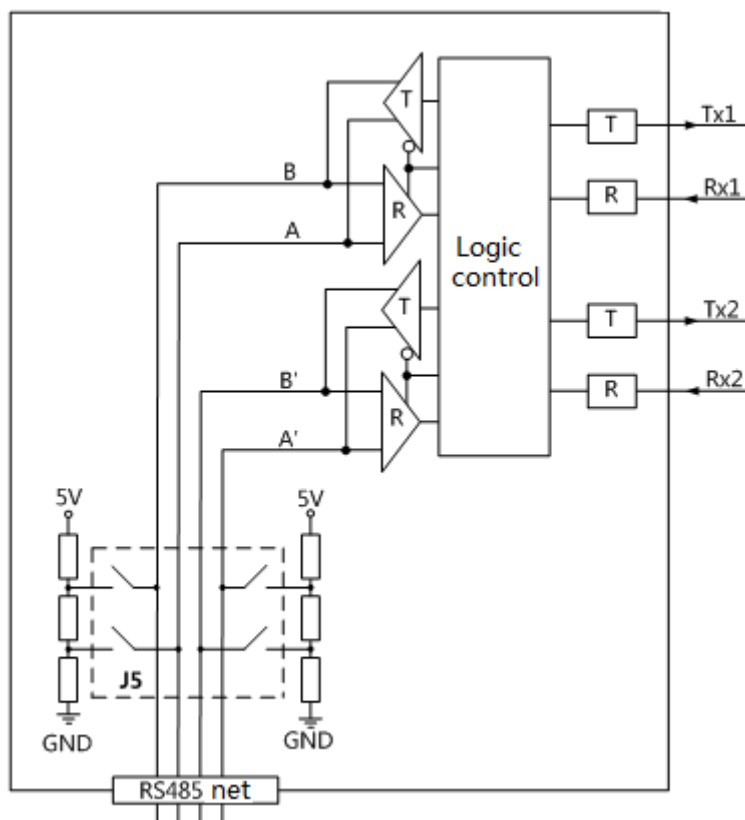 T
T
Tx1
B
R
R
Rx1
A
Logic
control
T
T
Tx2
B'
R
R
Rx2
A'
5V
5V
J5
GND
GND
RS485 net